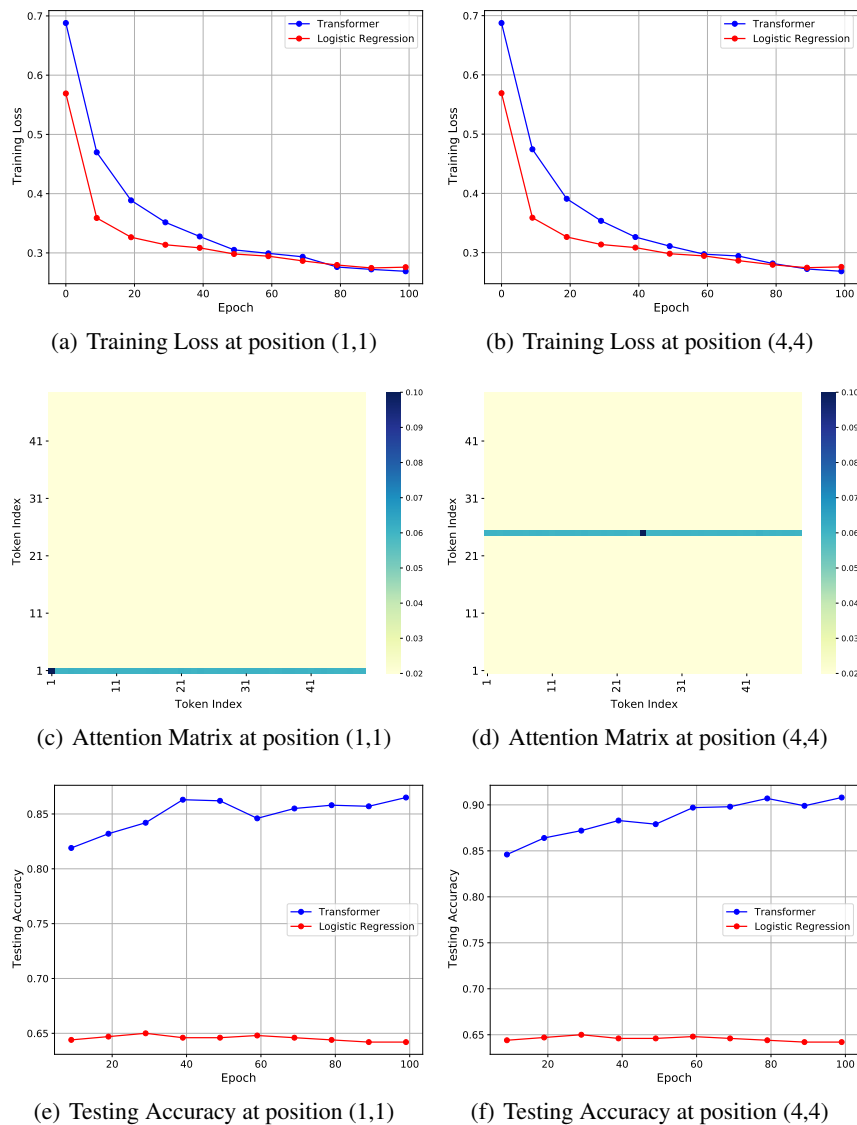 0.7
0.6
0.5
0.4
0.3
Training Loss
Transformer
Logistic Regression
0 20 40 60 80 100
Epoch
(a) Training Loss at position (1,1)
0.7
0.6
0.5
0.4
0.3
Training Loss
Transformer
Logistic Regression
0 20 40 60 80 100
Epoch
(b) Training Loss at position (4,4)
41
31
21
11
1
Token Index
1 11 21 31 41
Token Index
0.10
0.09
0.08
0.07
0.06
0.05
0.04
0.03
0.02
(c) Attention Matrix at position (1,1)
41
31
21
11
1
Token Index
1 11 21 31 41
Token Index
0.10
0.09
0.08
0.07
0.06
0.05
0.04
0.03
0.02
(d) Attention Matrix at position (4,4)
0.85
0.80
0.75
0.70
0.65
Testing Accuracy
Transformer
Logistic Regression
20 40 60 80 100
Epoch
(e) Testing Accuracy at position (1,1)
0.90
0.85
0.80
0.75
0.70
0.65
Testing Accuracy
Transformer
Logistic Regression
20 40 60 80 100
Epoch
(f) Testing Accuracy at position (4,4)